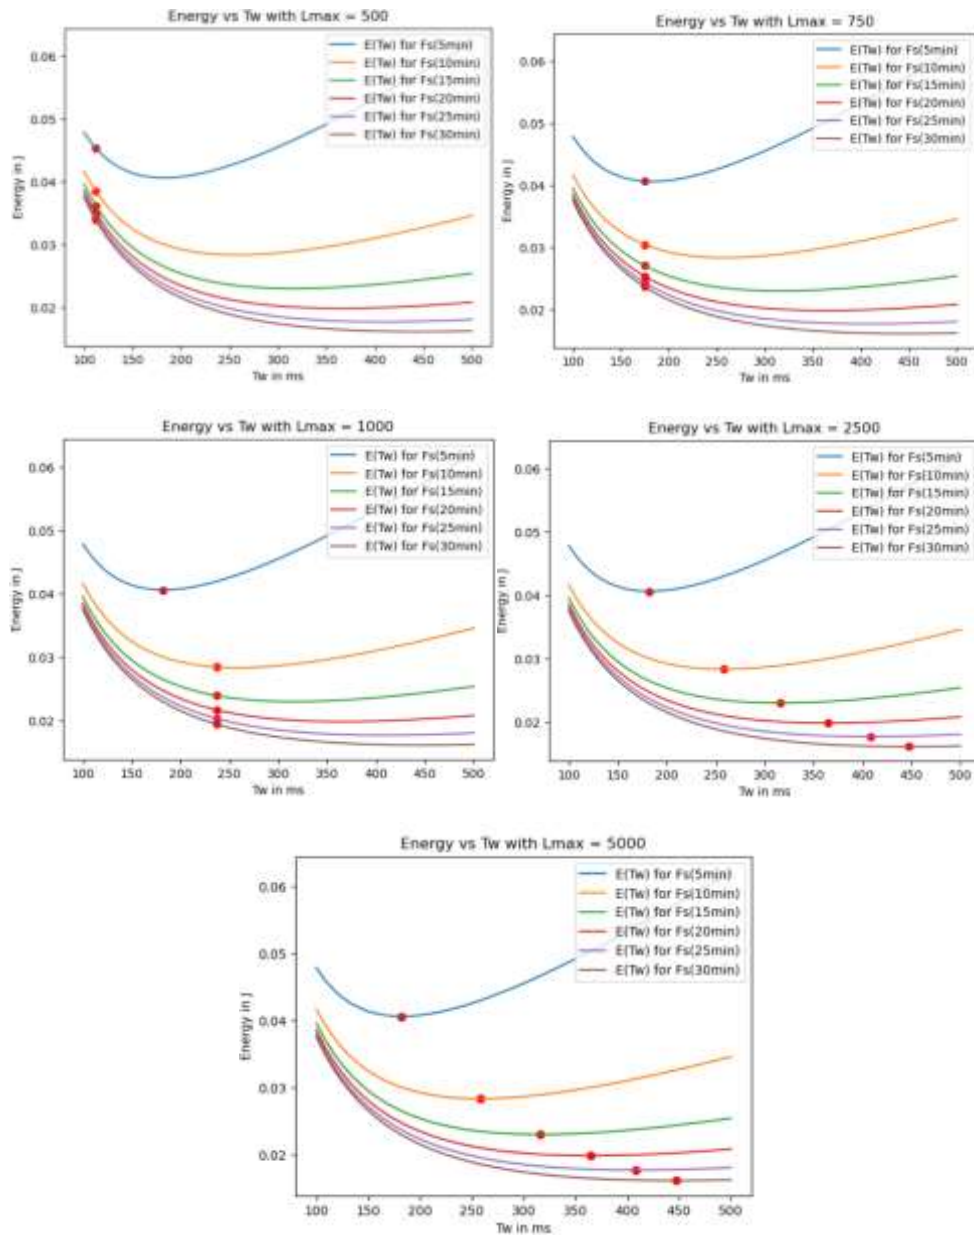 Energy vs Tw with Lmax = 500
E(Tw) for Fs(5min)
E(Tw) for Fs(10min)
E(Tw) for Fs(15min)
E(Tw) for Fs(20min)
E(Tw) for Fs(25min)
E(Tw) for Fs(30min)
Energy in J
0.06
0.05
0.04
0.03
0.02
100 150 200 250 300 350 400 450 500
Tw in ms
Energy vs Tw with Lmax = 750
E(Tw) for Fs(5min)
E(Tw) for Fs(10min)
E(Tw) for Fs(15min)
E(Tw) for Fs(20min)
E(Tw) for Fs(25min)
E(Tw) for Fs(30min)
Energy in J
0.06
0.05
0.04
0.03
0.02
100 150 200 250 300 350 400 450 500
Tw in ms
Energy vs Tw with Lmax = 1000
E(Tw) for Fs(5min)
E(Tw) for Fs(10min)
E(Tw) for Fs(15min)
E(Tw) for Fs(20min)
E(Tw) for Fs(25min)
E(Tw) for Fs(30min)
Energy in J
0.06
0.05
0.04
0.03
0.02
100 150 200 250 300 350 400 450 500
Tw in ms
Energy vs Tw with Lmax = 2500
E(Tw) for Fs(5min)
E(Tw) for Fs(10min)
E(Tw) for Fs(15min)
E(Tw) for Fs(20min)
E(Tw) for Fs(25min)
E(Tw) for Fs(30min)
Energy in J
0.06
0.05
0.04
0.03
0.02
100 150 200 250 300 350 400 450 500
Tw in ms
Energy vs Tw with Lmax = 5000
E(Tw) for Fs(5min)
E(Tw) for Fs(10min)
E(Tw) for Fs(15min)
E(Tw) for Fs(20min)
E(Tw) for Fs(25min)
E(Tw) for Fs(30min)
Energy in J
0.06
0.05
0.04
0.03
0.02
100 150 200 250 300 350 400 450 500
Tw in ms